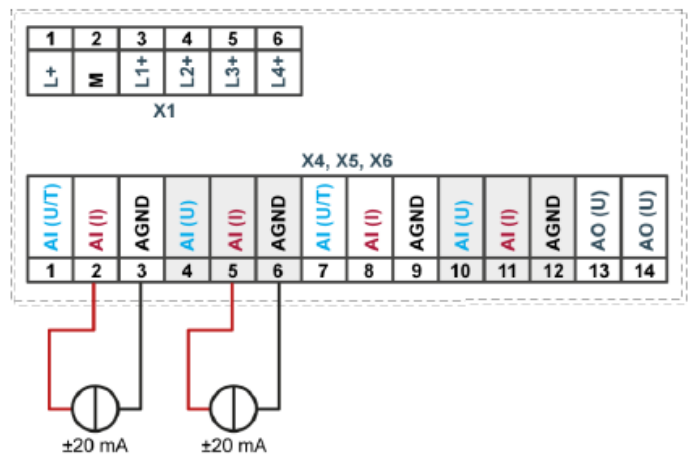 1 2 3 4 5 6
L+ M L1+ L2+ L3+ L4+
X1
X4, X5, X6
AI (U/T) AI (I) AGND AI (U) AI (I) AGND AI (U/T) AI (I) AGND AI (U) AI (I) AGND AO (U) AO (U)
1 2 3 4 5 6 7 8 9 10 11 12 13 14
±20 mA ±20 mA